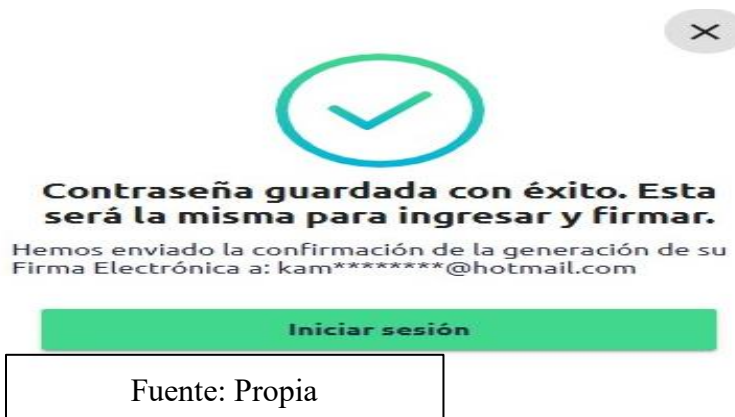 Contraseña guardada con éxito. Esta
será la misma para ingresar y firmar.
Hemos enviado la confirmación de la generación de su
Firma Electrónica a: kam********@hotmail.com
Iniciar sesión
Fuente: Propia